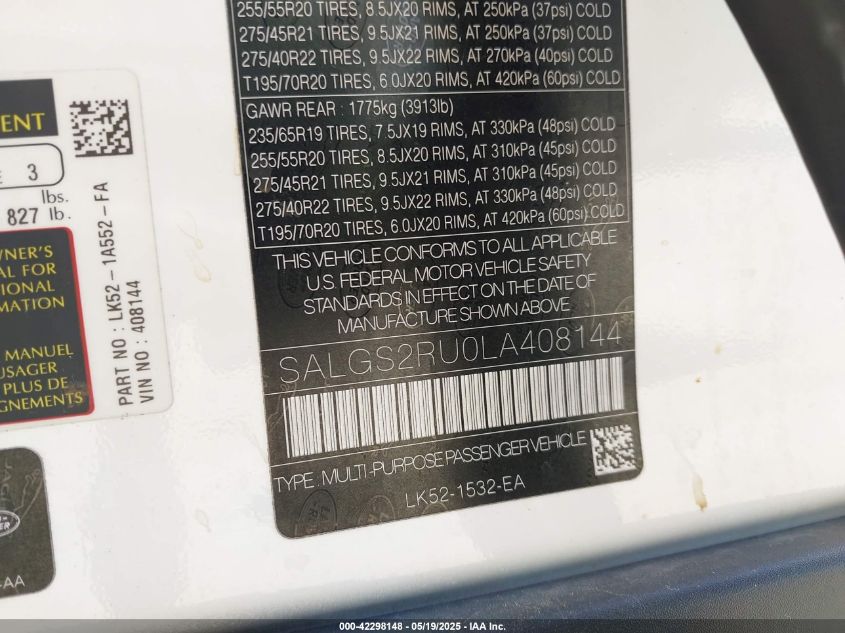 255/55R20 TIRES, 8.5JX20 RIMS, AT 250kPa (37psi) COLD
275/45R21 TIRES, 9.5JX21 RIMS, AT 250kPa (37psi) COLD
275/40R22 TIRES, 9.5JX22 RIMS, AT 270kPa (40psi) COLD
T195/70R20 TIRES, 6.0JX20 RIMS, AT 420kPa (60psi) COLD
GAWR REAR : 1775kg (3913lb)
235/65R19 TIRES, 7.5JX19 RIMS, AT 330kPa (48psi) COLD
255/55R20 TIRES, 8.5JX20 RIMS, AT 310kPa (45psi) COLD
275/45R21 TIRES, 9.5JX21 RIMS, AT 310kPa (45psi) COLD
275/40R22 TIRES, 9.5JX22 RIMS, AT 330kPa (48psi) COLD
T195/70R20 TIRES, 6.0JX20 RIMS, AT 420kPa (60psi) COLD
THIS VEHICLE CONFORMS TO ALL APPLICABLE
U.S. FEDERAL MOTOR VEHICLE SAFETY
STANDARDS IN EFFECT ON THE DATE OF
MANUFACTURE SHOWN ABOVE.
SALGS2RU0LA408144
TYPE : MULTI-PURPOSE PASSENGER VEHICLE
LK52-1532-EA
3
lbs.
827 lb.
PART NO : LK52-1A552-FA
VIN NO : 408144
FOR
MANUEL
PLUS DE
-AA
000-42298148 - 05/19/2025 - IAA Inc.